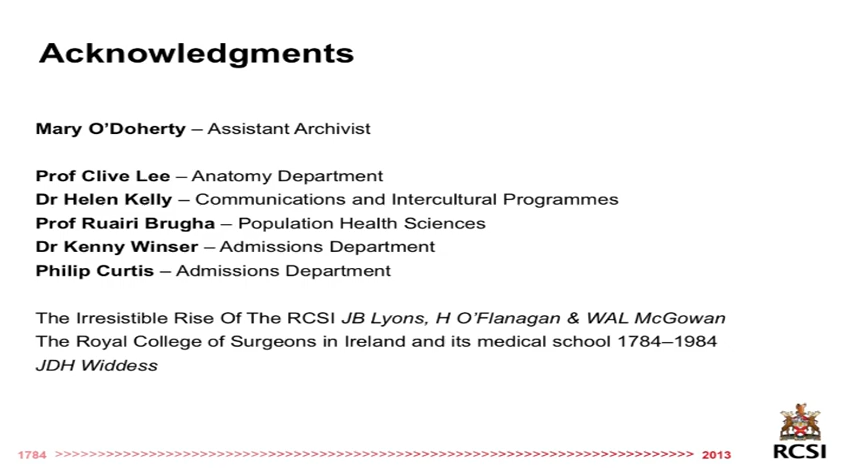 Acknowledgments
Mary O’Doherty – Assistant Archivist
Prof Clive Lee – Anatomy Department
Dr Helen Kelly – Communications and Intercultural Programmes
Prof Ruairi Brugha – Population Health Sciences
Dr Kenny Winser – Admissions Department
Philip Curtis – Admissions Department
The Irresistible Rise Of The RCSI JB Lyons, H O’Flanagan & WAL McGowan
The Royal College of Surgeons in Ireland and its medical school 1784–1984
JDH Widdess
1784 >>>>>>>>>>>>>>>>>>>>>>>>>>>>>>>>>>>>>>>>>>>>>>>>>>>>>>>>>>>>>>>>>>>>>>>>>>>> 2013
RCSI